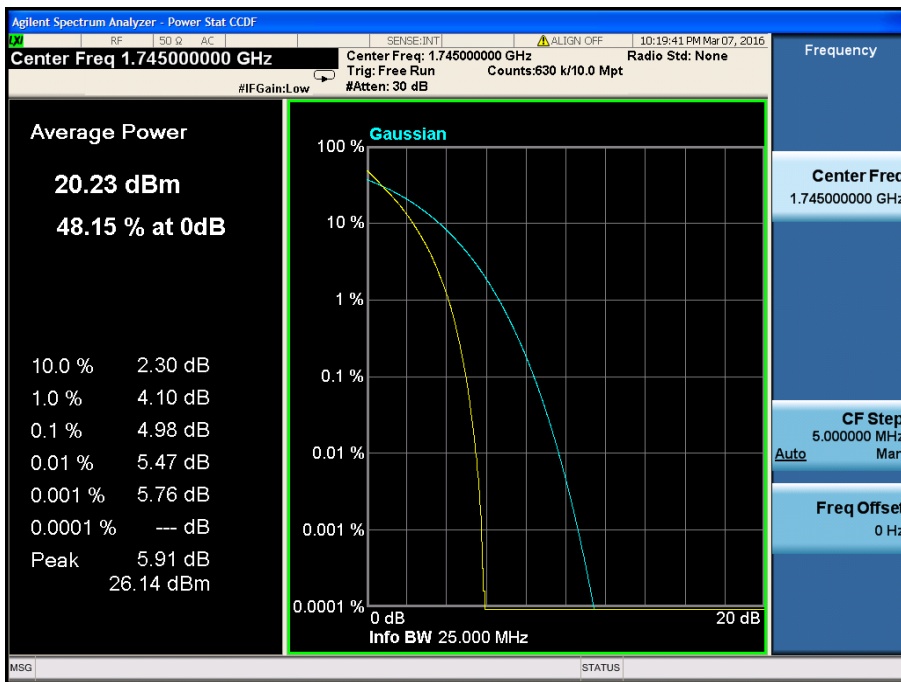 Agilent Spectrum Analyzer - Power Stat CCDF
LXI RF 50 Ω AC SENSE:INT ALIGN OFF 10:19:41 PM Mar 07, 2016
Center Freq 1.745000000 GHz
Center Freq: 1.745000000 GHz Radio Std: None
Trig: Free Run Counts:630 k/10.0 Mpt
#IFGain:Low #Atten: 30 dB
Average Power
20.23 dBm
48.15 % at 0dB
10.0 % 2.30 dB
1.0 % 4.10 dB
0.1 % 4.98 dB
0.01 % 5.47 dB
0.001 % 5.76 dB
0.0001 % --- dB
Peak 5.91 dB
26.14 dBm
Gaussian
100 %
10 %
1 %
0.1 %
0.01 %
0.001 %
0.0001 %
0 dB 20 dB
Info BW 25.000 MHz
Frequency
Center Freq
1.745000000 GHz
CF Step
5.000000 MHz
Auto Man
Freq Offset
0 Hz
MSG STATUS